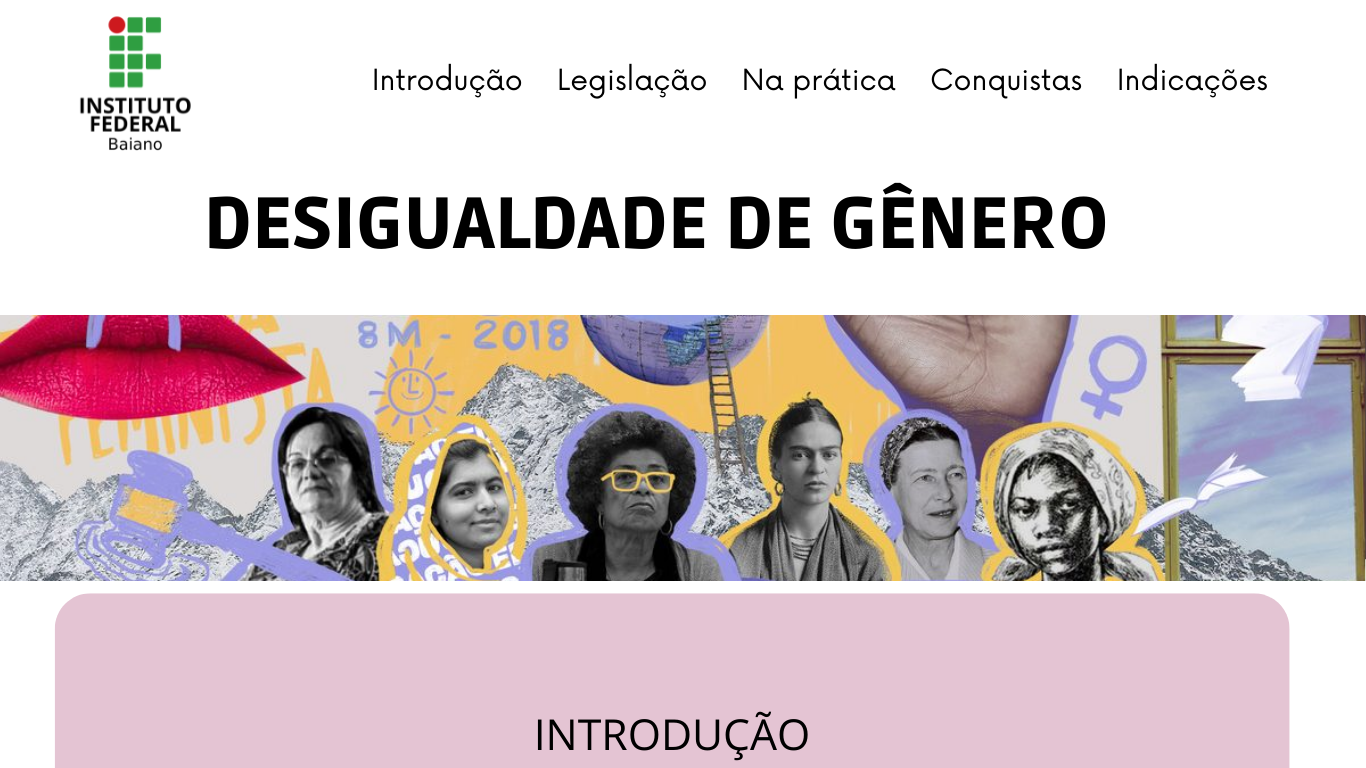 INSTITUTO
FEDERAL
Baiano
Introdução Legislação Na prática Conquistas Indicações
DESIGUALDADE DE GÊNERO
8M - 2018
FEMINISTA
INTRODUÇÃO